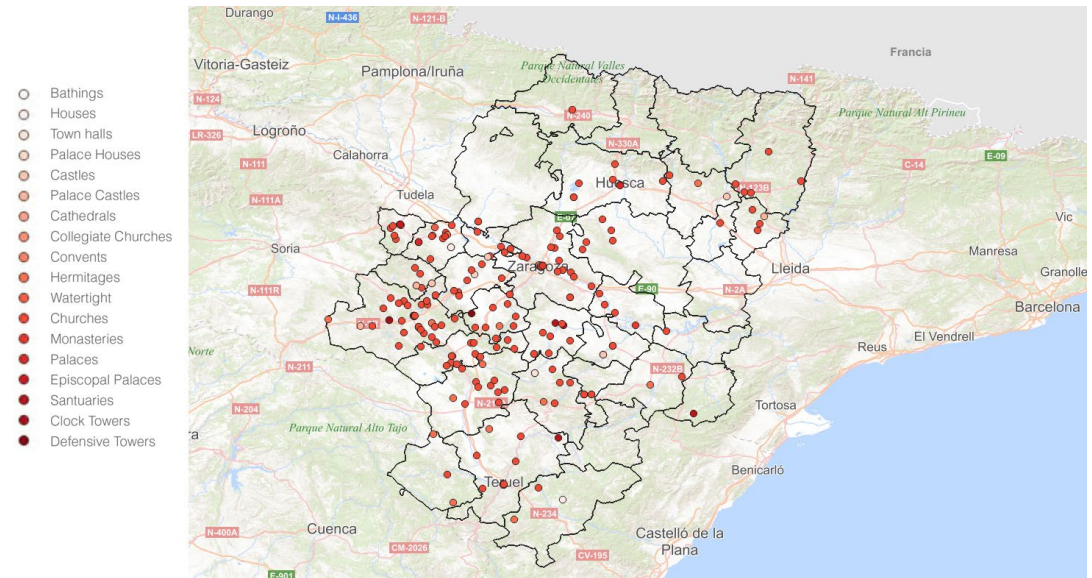 Bathings
Houses
Town halls
Palace Houses
Castles
Palace Castles
Cathedrals
Collegiate Churches
Convents
Hermitages
Watertight
Churches
Monasteries
Palaces
Episcopal Palaces
Santuaries
Clock Towers
Defensive Towers
Durango
N-I-436
N-121-B
Francia
Vitoria-Gasteiz
Pamplona/Iruña
Parque Natural Valles
Occidentales
N-141
N-124
N-240
Parque Natural Alt Pirineu
LR-326
Logroño
N-330A
Calahorra
N-111
C-14
E-09
Huesca
N-123B
Tudela
N-111A
E-07
Vic
Soria
Manresa
Zaragoza
Lleida
Granolle
N-111R
E-90
N-2A
Barcelona
El Vendrell
Reus
Norte
N-211
N-232B
N-204
Tortosa
Parque Natural Alto Tajo
Benicarló
Teruel
N-234
Cuenca
N-400A
Castelló de la
Plana
CM-2026
CV-195
E-901